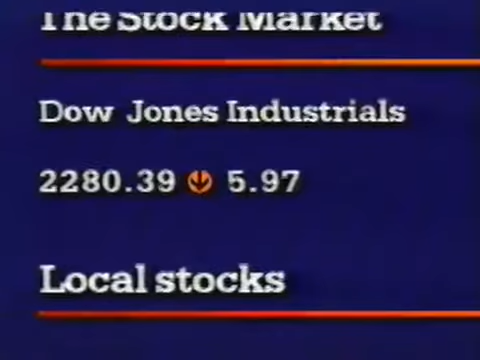 The Stock Market
Dow Jones Industrials
2280.39 5.97
Local stocks